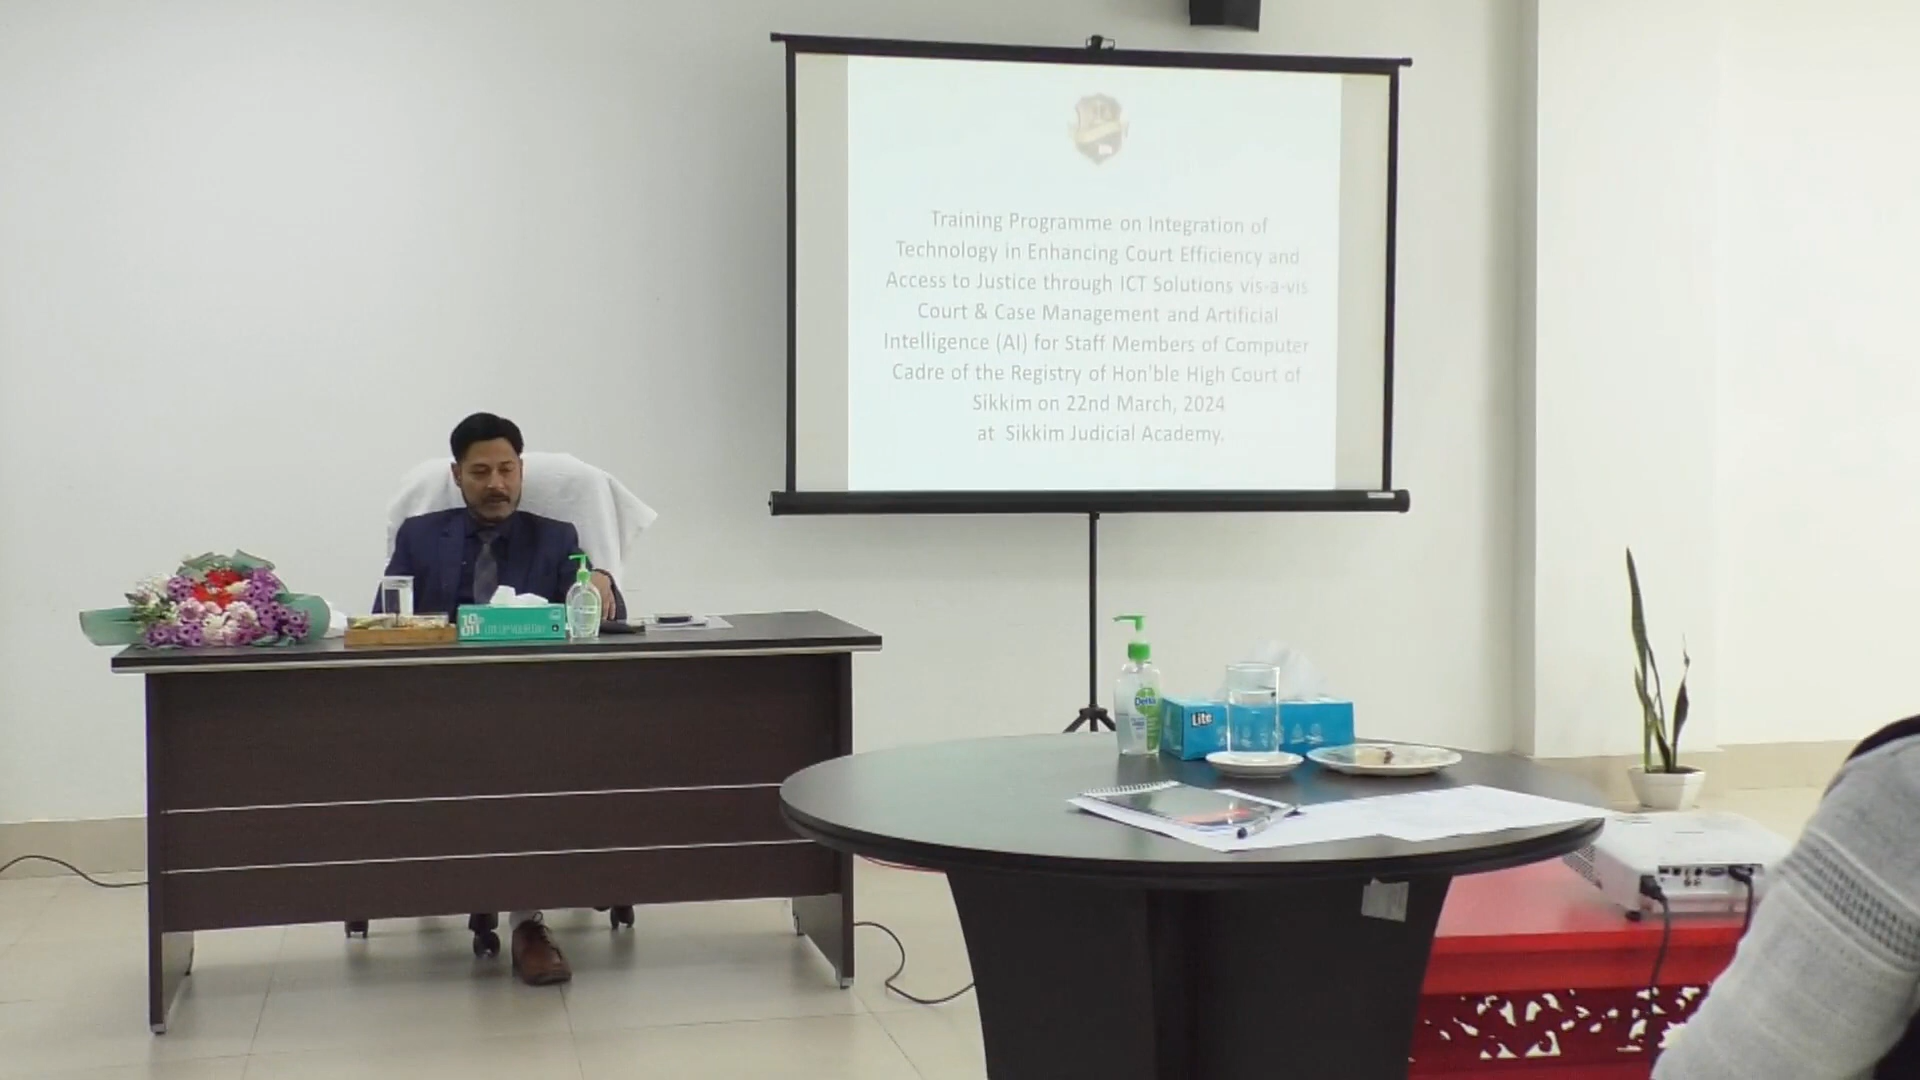 Training Programme on Integration of
Technology in Enhancing Court Efficiency and
Access to Justice through ICT Solutions vis-a-vis
Court & Case Management and Artificial
Intelligence (AI) for Staff Members of Computer
Cadre of the Registry of Hon'ble High Court of
Sikkim on 22nd March, 2024
at Sikkim Judicial Academy.
Dettol
Lite